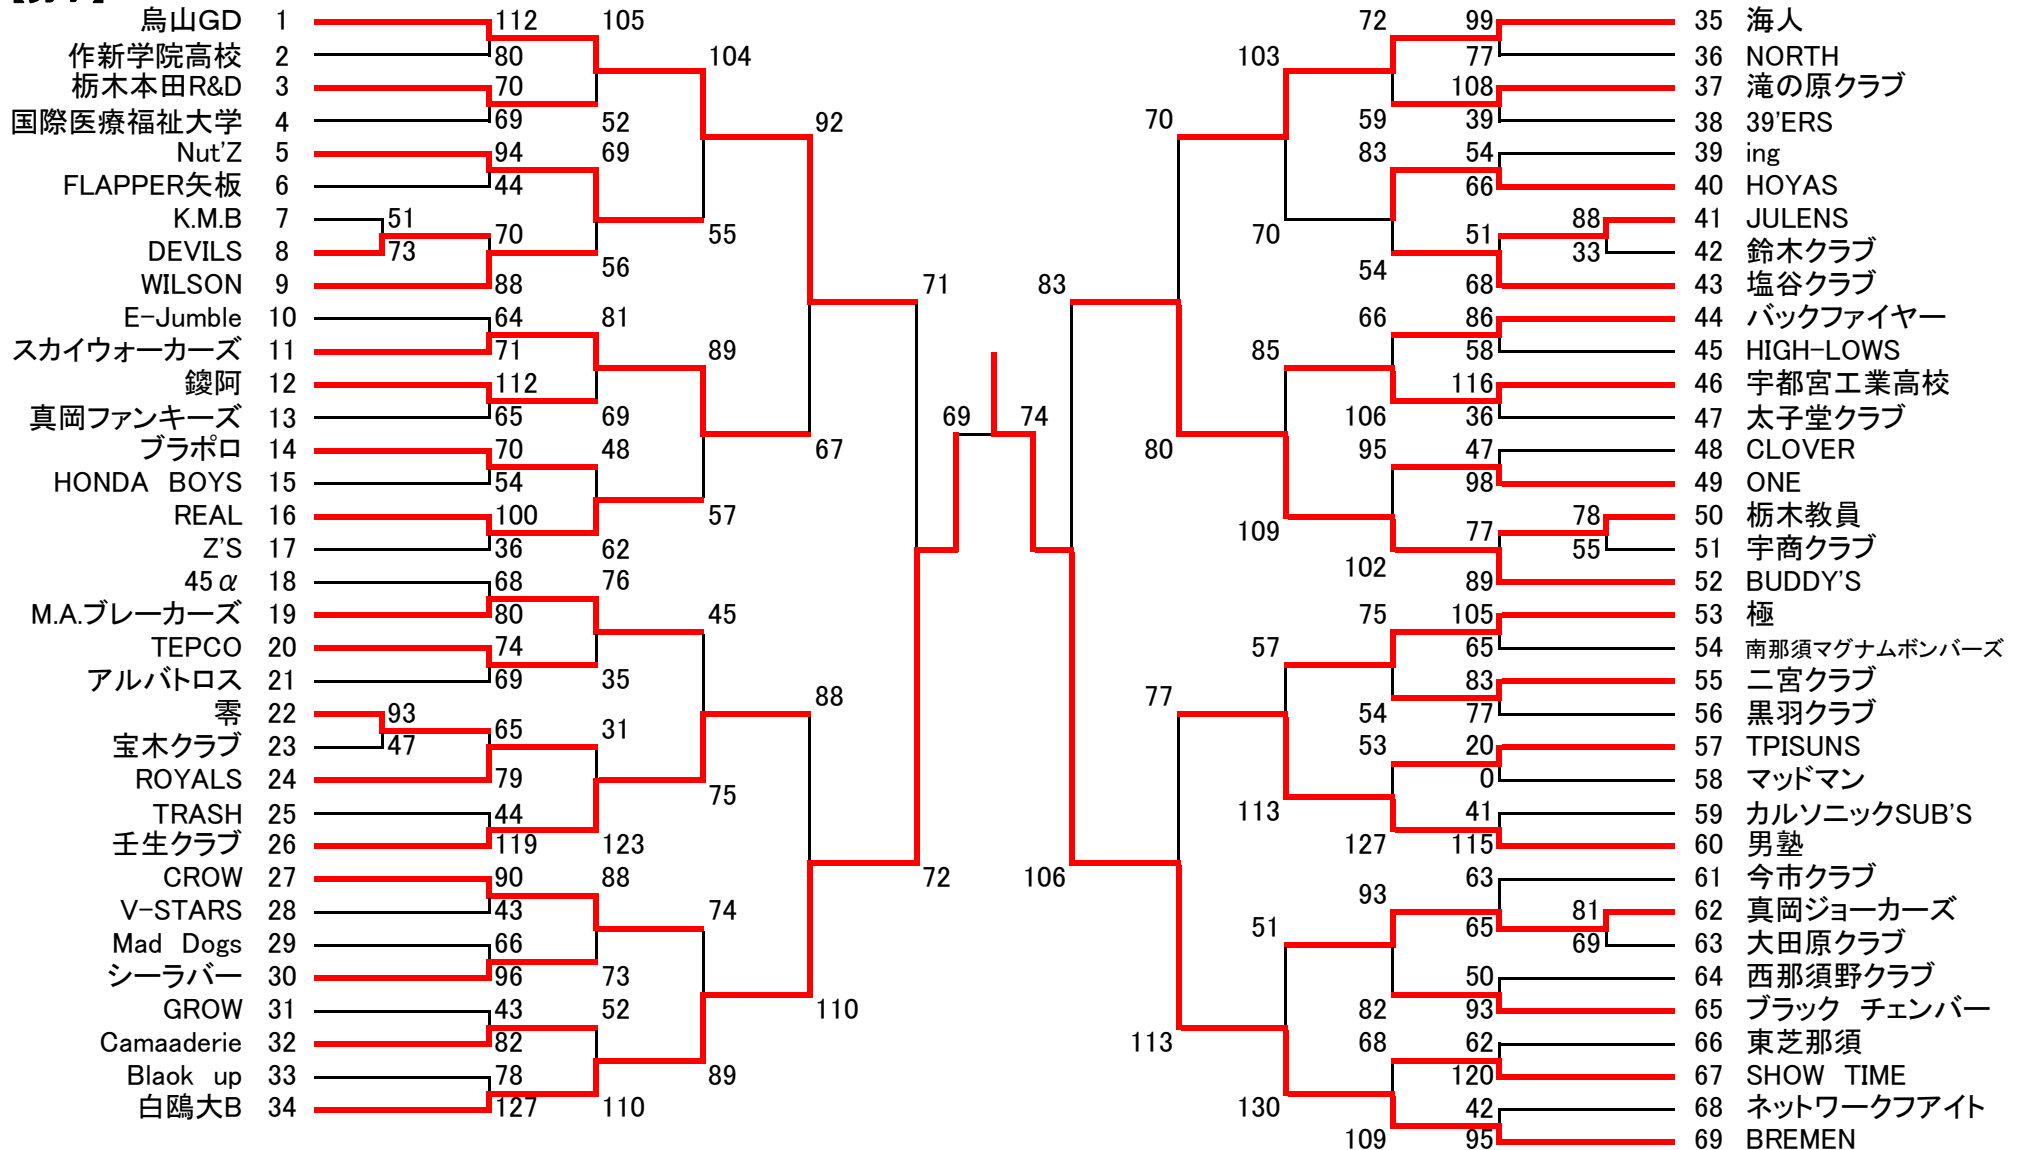 烏山GD 1 112 105
作新学院高校 2 80 104
栃木本田R&D 3 70
国際医療福祉大学 4 69 52 92
Nut'Z 5 94 69
FLAPPER矢板 6 44
K.M.B 7 51 70 55
DEVILS 8 73 56
WILSON 9 88 71
E-Jumble 10 64 81
スカイウォーカーズ 11 71 89
鑁阿 12 112
真岡ファンキーズ 13 65 69 69
ブラポロ 14 70 48 67
HONDA BOYS 15 54
REAL 16 100 57
Z'S 17 36 62
45α 18 68 76
M.A.ブレーカーズ 19 80 45
TEPCO 20 74
アルバトロス 21 69 35 88
零 22 93 65 31
宝木クラブ 23 47
ROYALS 24 79 75
TRASH 25 44
壬生クラブ 26 119 123
CROW 27 90 88 72
V-STARS 28 43 74
Mad Dogs 29 66
シーラバー 30 96 73
GROW 31 43 52 110
Camaaderie 32 82
Blaok up 33 78 89
白鴎大B 34 127 110
72 99 35 海人
103 77 36 NORTH
108 37 滝の原クラブ
70 59 39 38 39'ERS
83 54 39 ing
66 40 HOYAS
70 51 88 41 JULENS
54 33 42 鈴木クラブ
83 68 43 塩谷クラブ
66 86 44 バックファイヤー
85 58 45 HIGH-LOWS
116 46 宇都宮工業高校
74 106 36 47 太子堂クラブ
80 95 47 48 CLOVER
98 49 ONE
109 77 78 50 栃木教員
102 55 51 宇商クラブ
89 52 BUDDY'S
75 105 53 極
57 65 54 南那須マグナムボンバーズ
77 83 55 二宮クラブ
54 77 56 黒羽クラブ
53 20 57 TPISUNS
0 58 マッドマン
113 41 59 カルソニックSUB'S
127 115 60 男塾
106 63 61 今市クラブ
93 65 81 62 真岡ジョーカーズ
51 69 63 大田原クラブ
50 64 西那須野クラブ
82 93 65 ブラック チェンバー
113 68 62 66 東芝那須
120 67 SHOW TIME
130 42 68 ネットワークフアイト
109 95 69 BREMEN